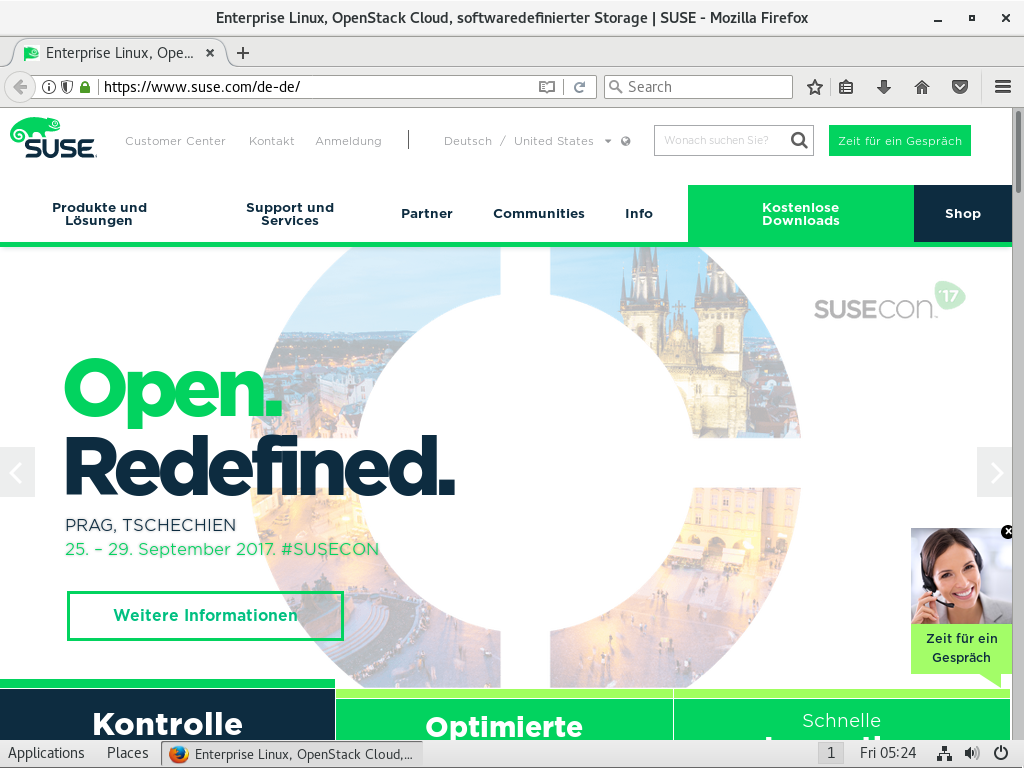 Enterprise Linux, OpenStack Cloud, softwaredefinierter Storage | SUSE - Mozilla Firefox
Enterprise Linux, Ope...
https://www.suse.com/de-de/
Search
SUSE
Customer Center
Kontakt
Anmeldung
Deutsch / United States
Wonach suchen Sie?
Zeit für ein Gespräch
Produkte und
Lösungen
Support und
Services
Partner
Communities
Info
Kostenlose
Downloads
Shop
SUSECON '17
Open.
Redefined.
PRAG, TSCHECHIEN
25. – 29. September 2017. #SUSECON
Weitere Informationen
Zeit für ein
Gespräch
Kontrolle
Optimierte
Schnelle
Applications
Places
Enterprise Linux, OpenStack Cloud,...
1
Fri 05:24